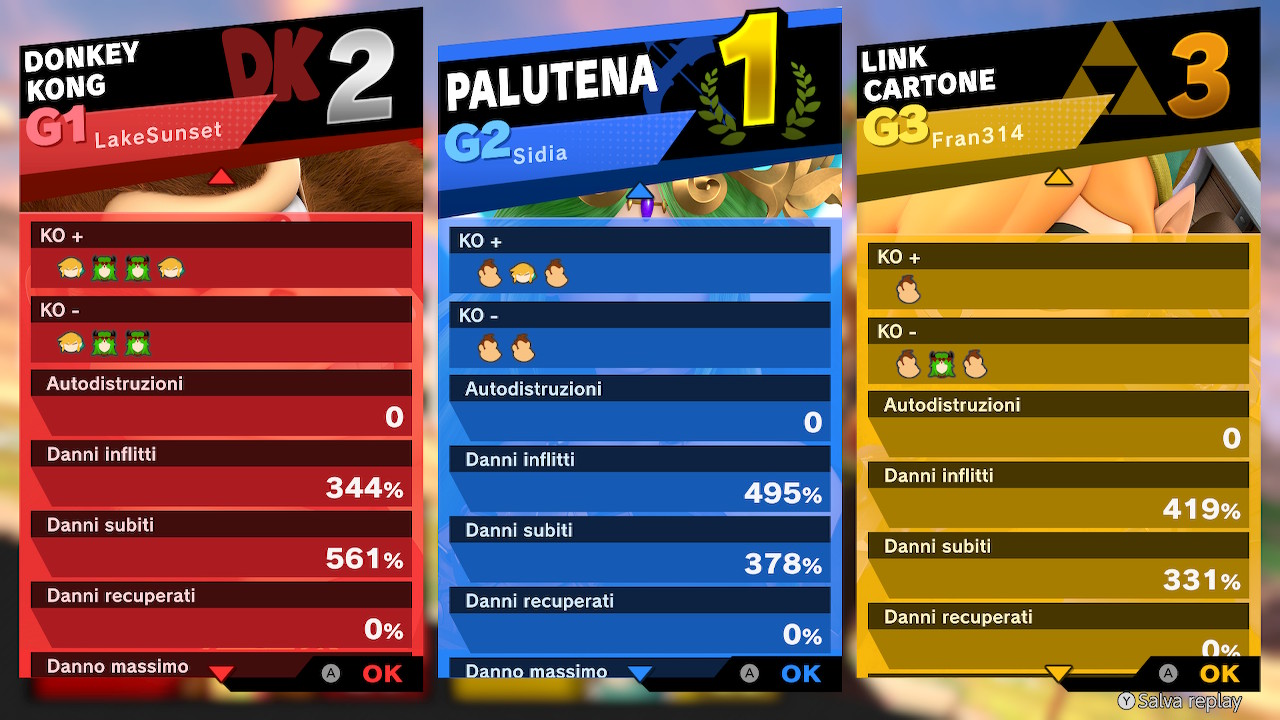 DONKEY
KONG
DK
2
G1 LakeSunset
KO +
KO -
Autodistruzioni
0
Danni inflitti
344%
Danni subiti
561%
Danni recuperati
0%
Danno massimo
A OK
PALUTENA
1
G2 Sidia
KO +
KO -
Autodistruzioni
0
Danni inflitti
495%
Danni subiti
378%
Danni recuperati
0%
Danno massimo
A OK
LINK
CARTONE
3
G3 Fran314
KO +
KO -
Autodistruzioni
0
Danni inflitti
419%
Danni subiti
331%
Danni recuperati
0%
A OK
Y Salva replay